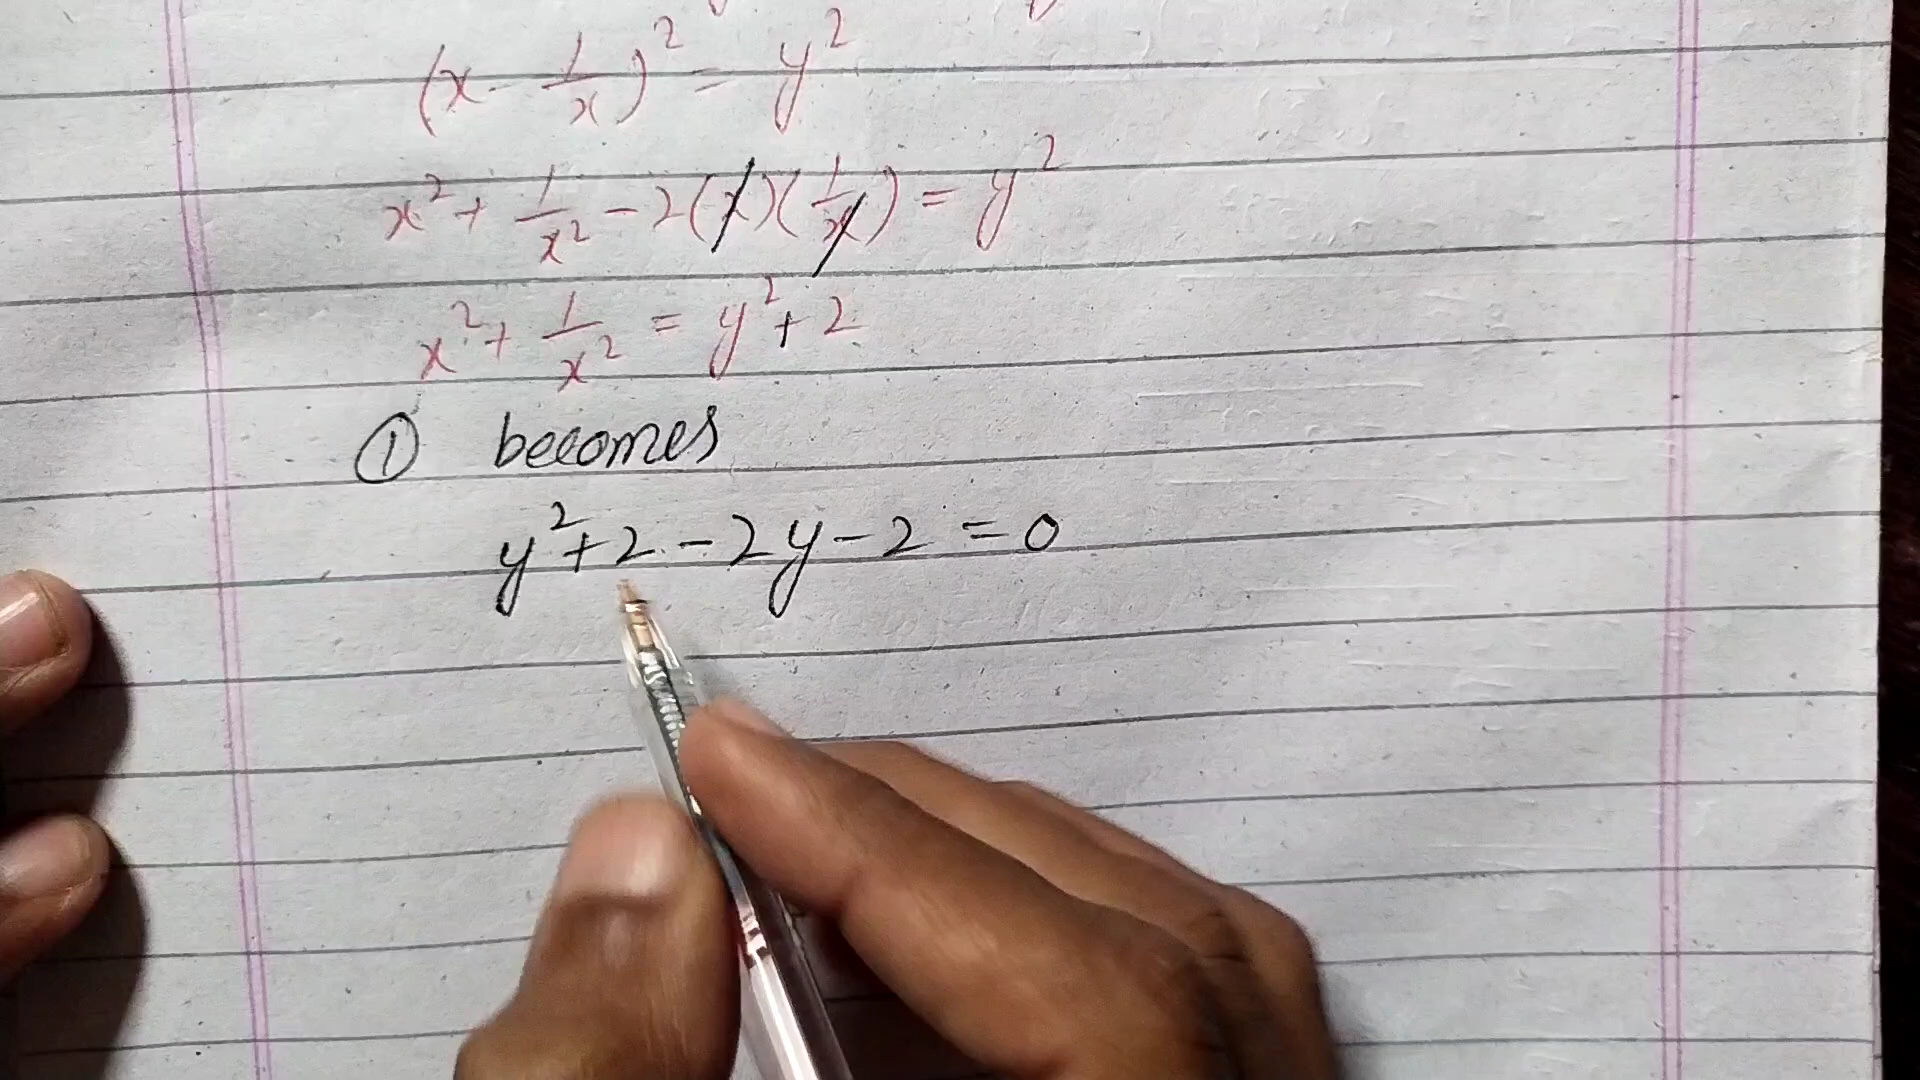 (x - 1/x)² = y²
x² + 1/x² - 2(x)(1/x) = y²
x² + 1/x² = y² + 2
① becomes
y² + 2 - 2y - 2 = 0